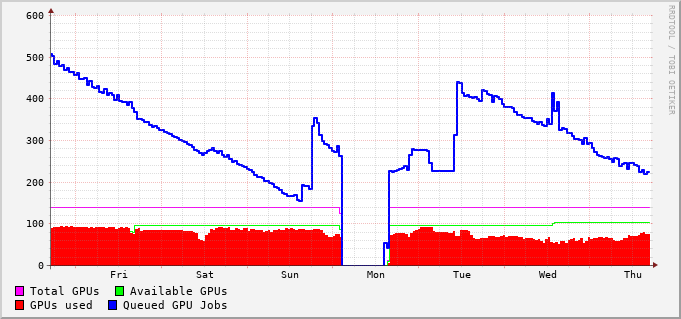 600
500
400
300
200
100
0
Fri Sat Sun Mon Tue Wed Thu
Total GPUs Available GPUs
GPUs used Queued GPU Jobs
RRDTOOL / TOBI OETIKER